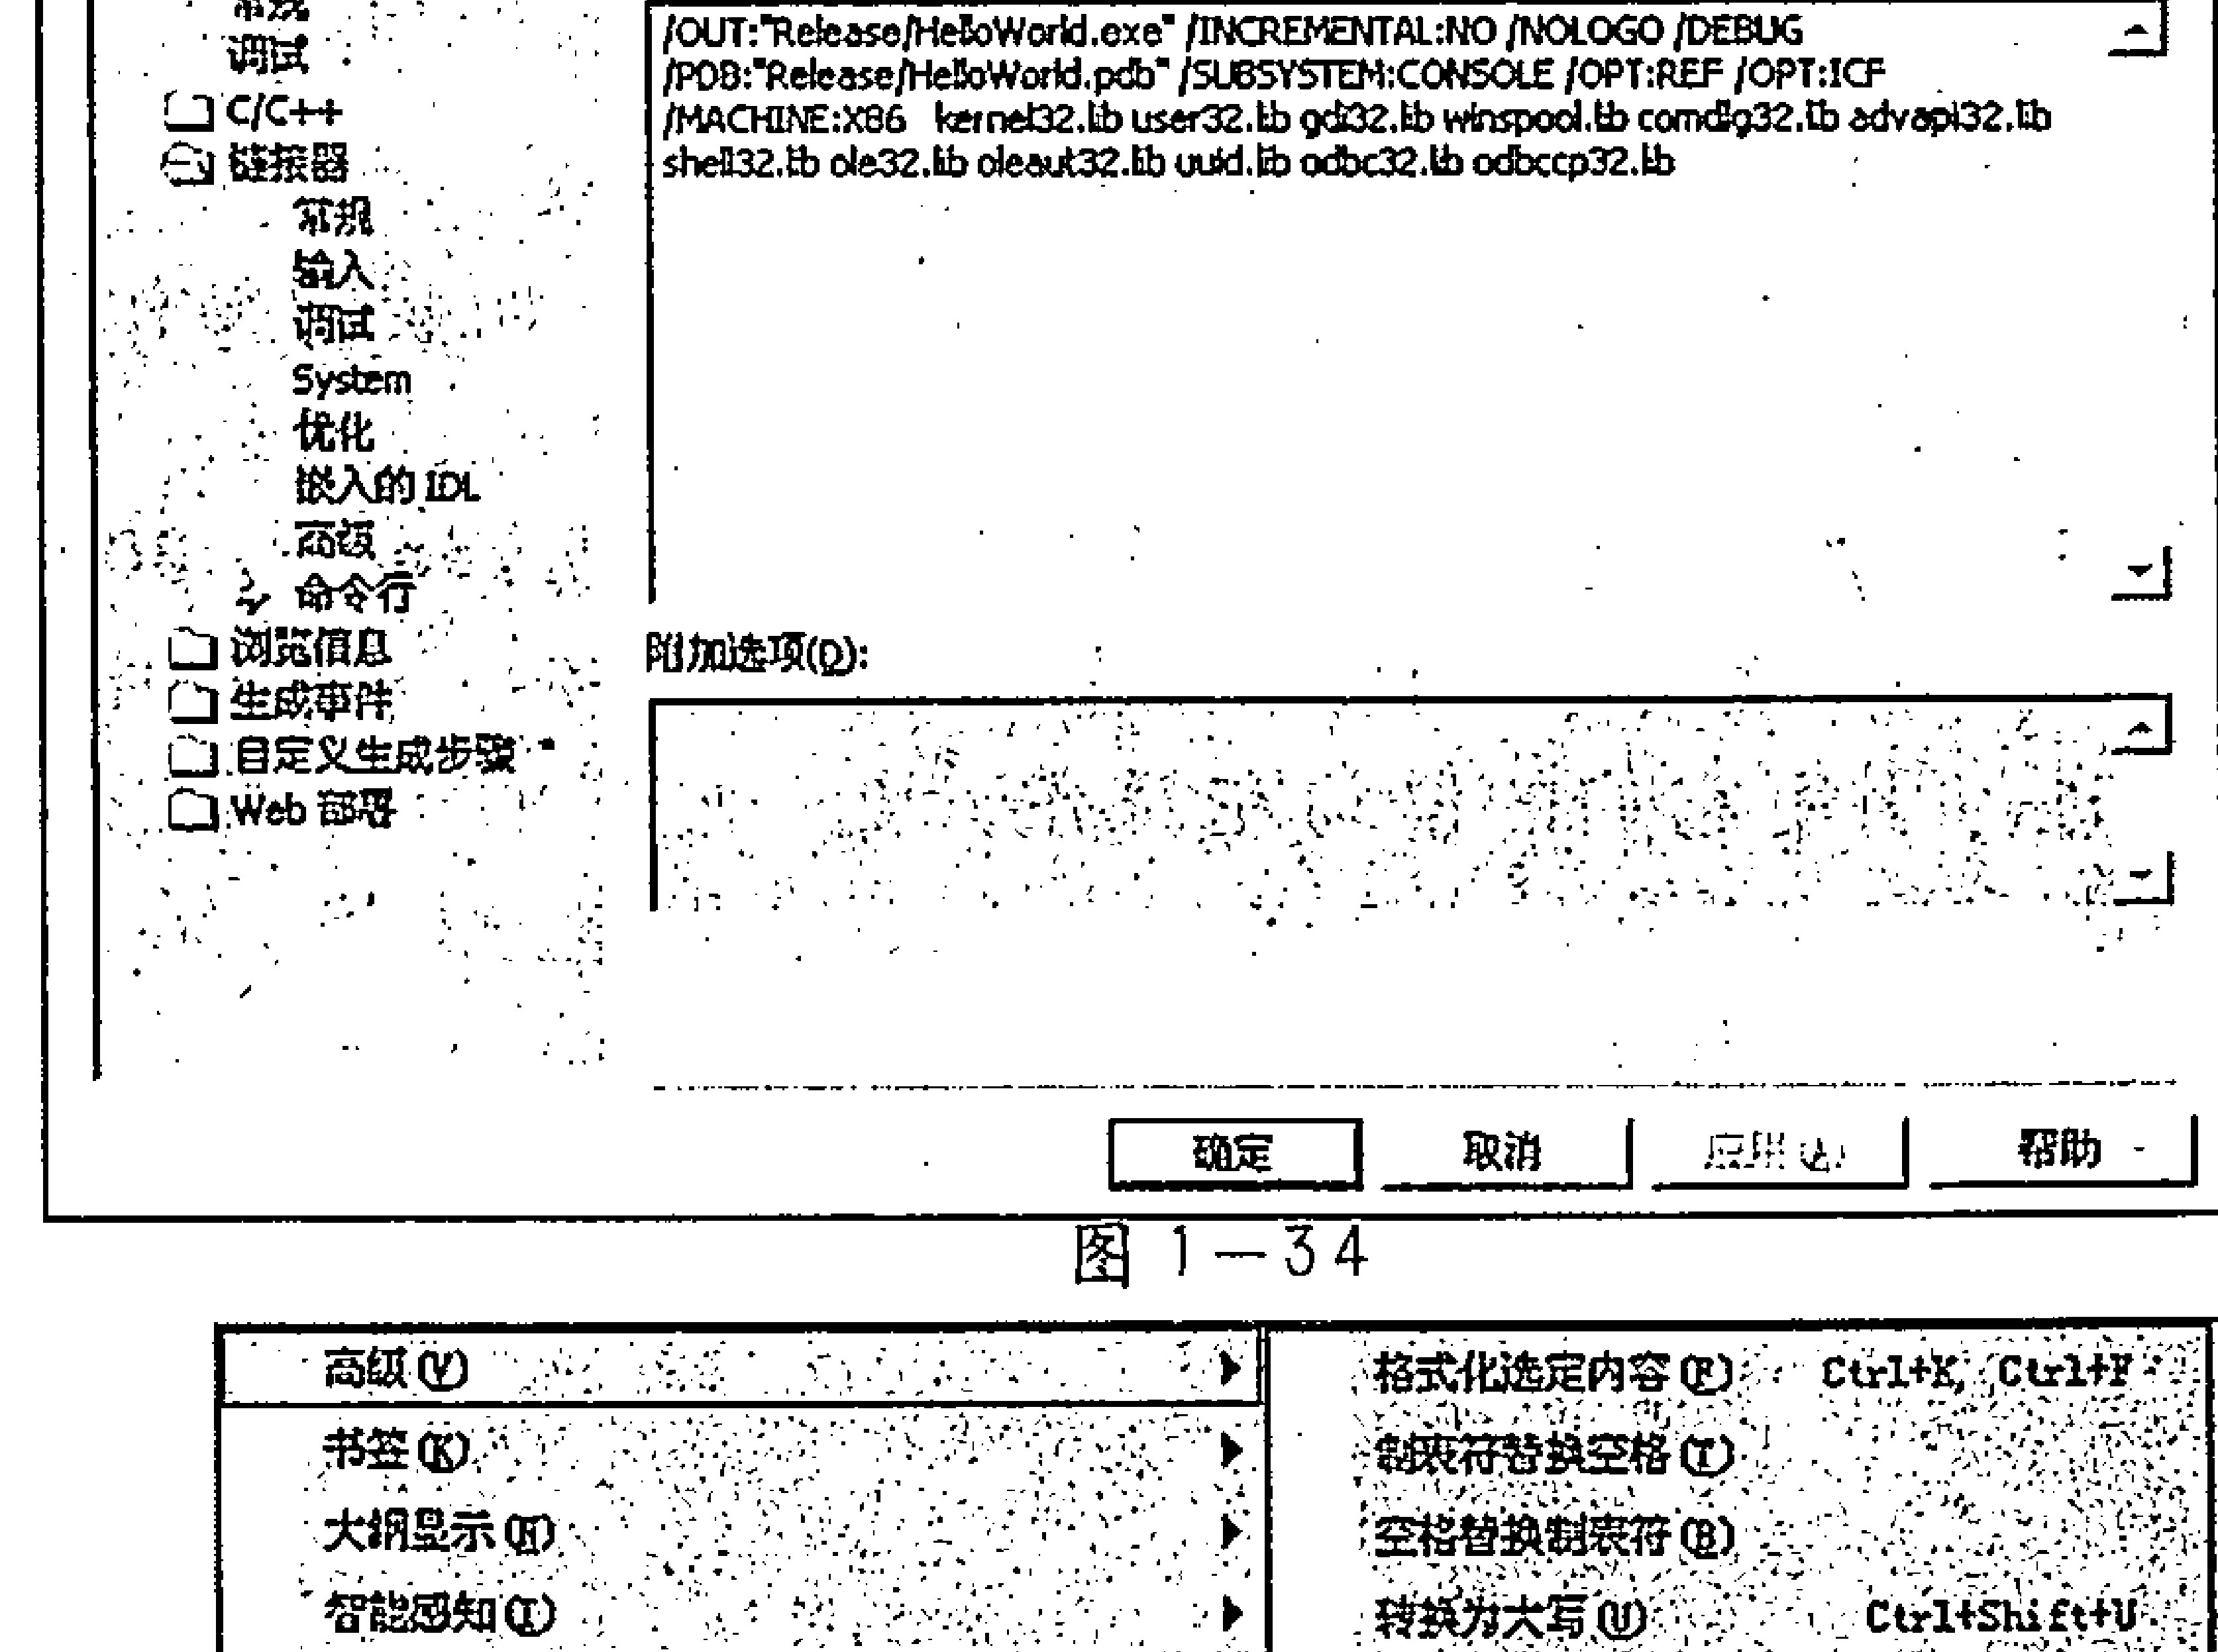 常规
调试
C/C++
链接器
常规
输入
调试
System
优化
嵌入的 IDL
高级
命令行
浏览信息
生成事件
自定义生成步骤
Web 部署
/OUT:"Release/HelloWorld.exe" /INCREMENTAL:NO /NOLOGO /DEBUG
/PDB:"Release/HelloWorld.pdb" /SUBSYSTEM:CONSOLE /OPT:REF /OPT:ICF
/MACHINE:X86 kernel32.lib user32.lib gdi32.lib winspool.lib comdlg32.lib advapi32.lib
shell32.lib ole32.lib oleaut32.lib uuid.lib odbc32.lib odbccp32.lib
附加选项(D):
确定 取消 应用(A) 帮助
图 1－34
高级(V)
书签(K)
大纲显示(N)
智能感知(I)
格式化选定内容(F) Ctrl+K, Ctrl+F
制表符替换空格(T)
空格替换制表符(B)
转换为大写(U) Ctrl+Shift+U